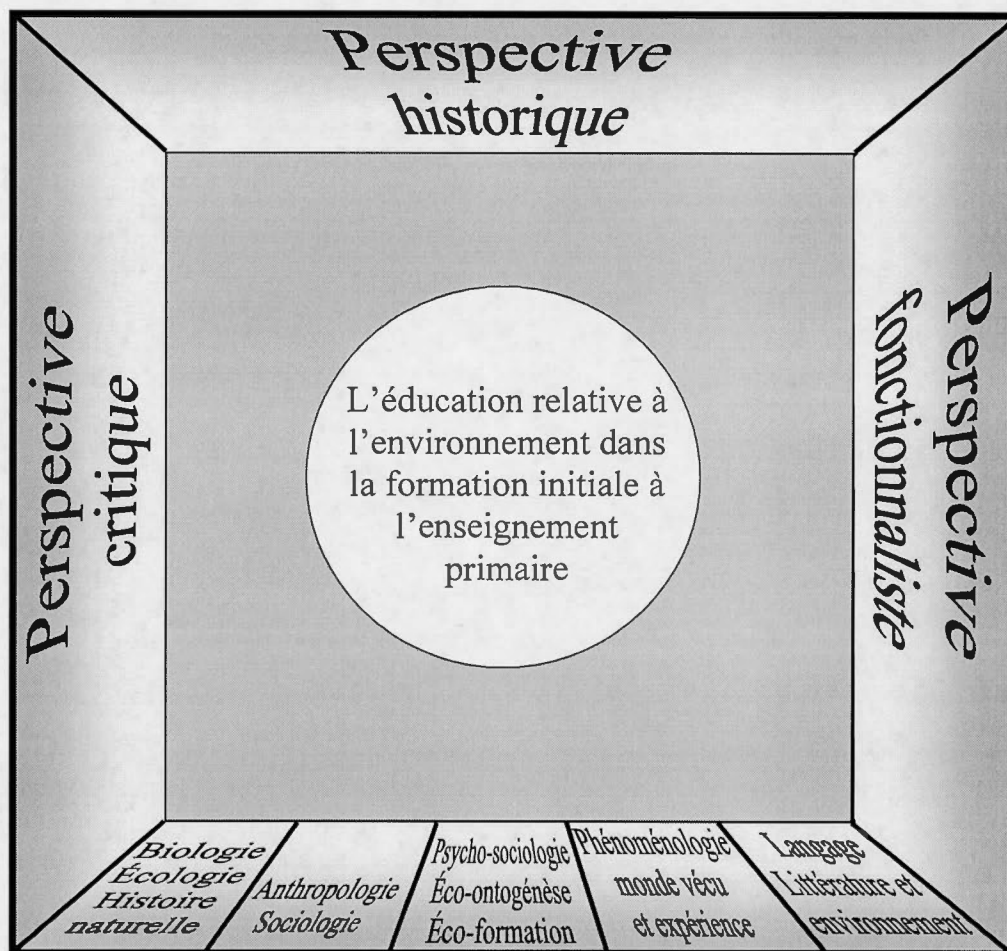 Perspective
historique
Perspective
critique
Perspective
fonctionnaliste
L'éducation relative à
l'environnement dans
la formation initiale à
l'enseignement
primaire
Biologie
Écologie
Histoire
naturelle
Anthropologie
Sociologie
Psycho-sociologie
Éco-ontogénèse
Éco-formation
Phénoménologie
monde vécu
et expérience
Langage
Littérature et
environnement